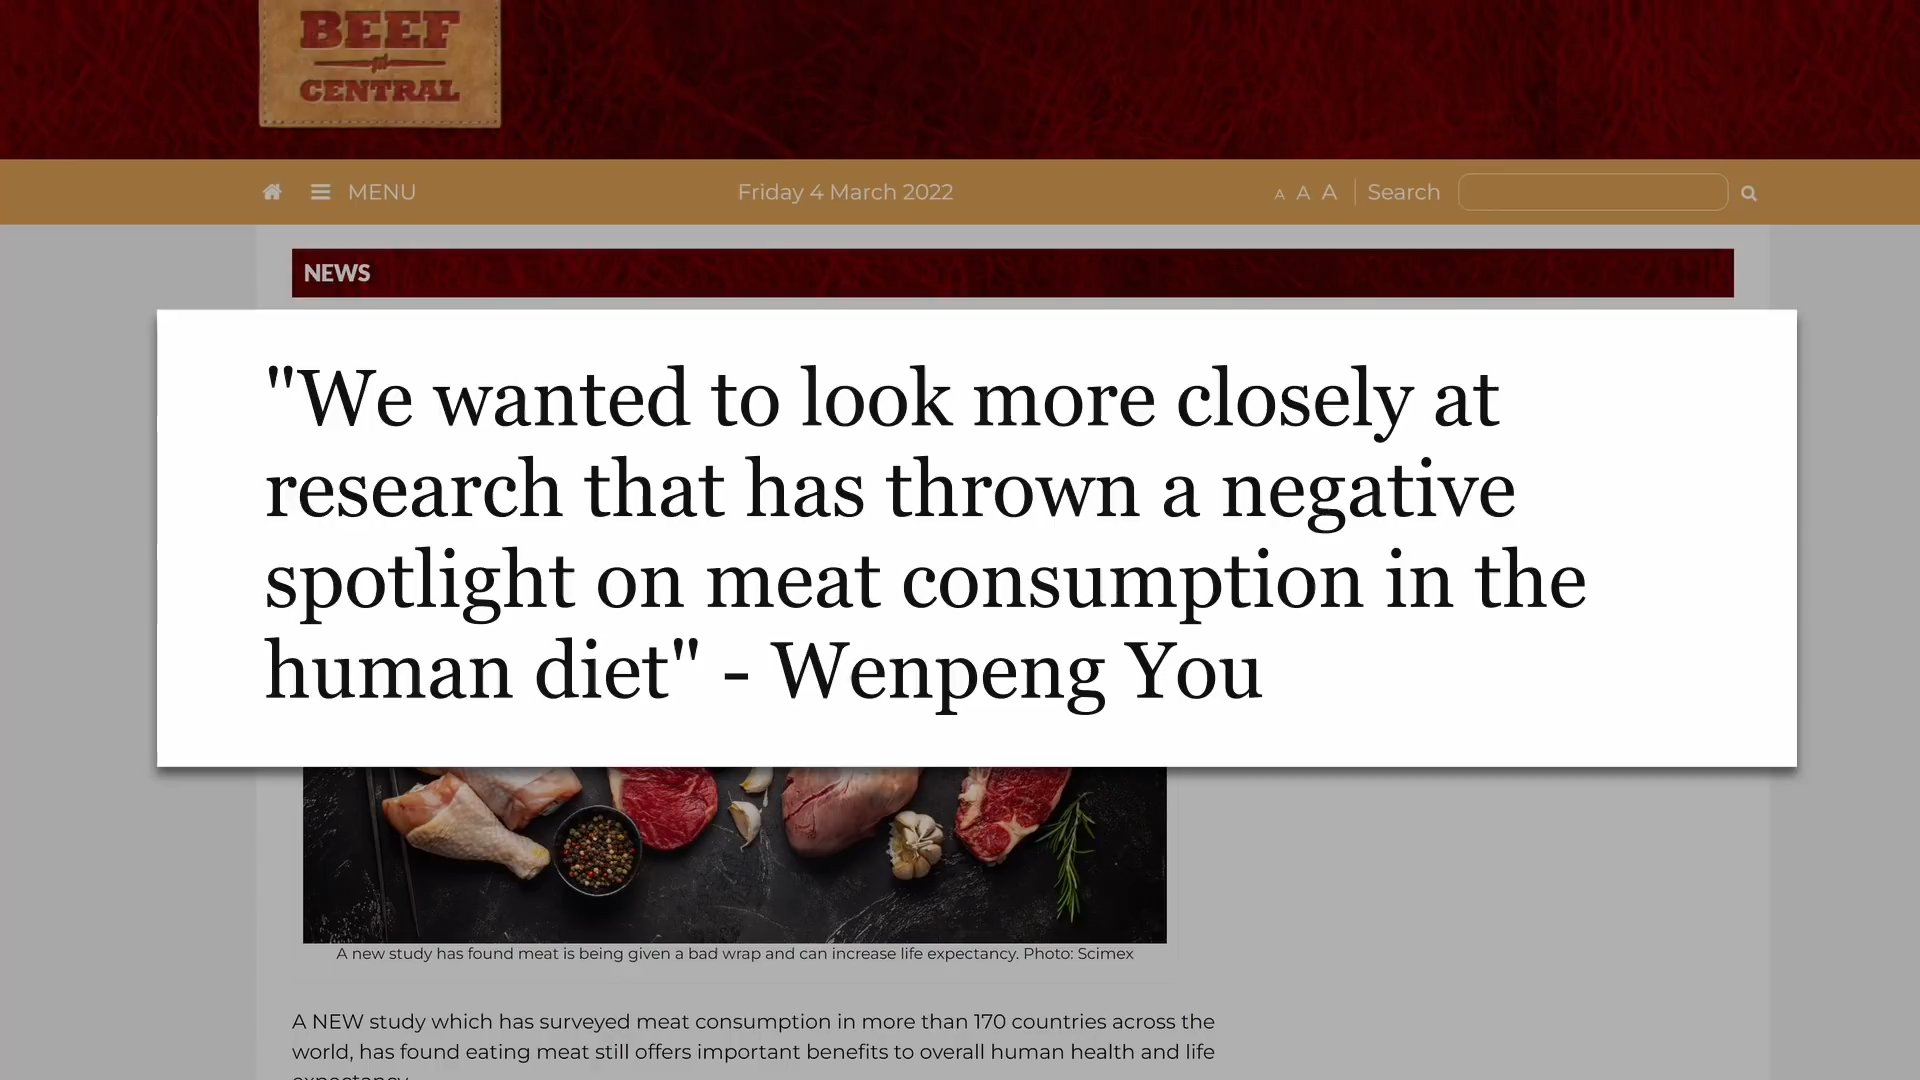 BEEF
CENTRAL
MENU
Friday 4 March 2022
A A A
Search
NEWS
"We wanted to look more closely at
research that has thrown a negative
spotlight on meat consumption in the
human diet" - Wenpeng You
A new study has found meat is being given a bad wrap and can increase life expectancy. Photo: Scimex
A NEW study which has surveyed meat consumption in more than 170 countries across the
world, has found eating meat still offers important benefits to overall human health and life